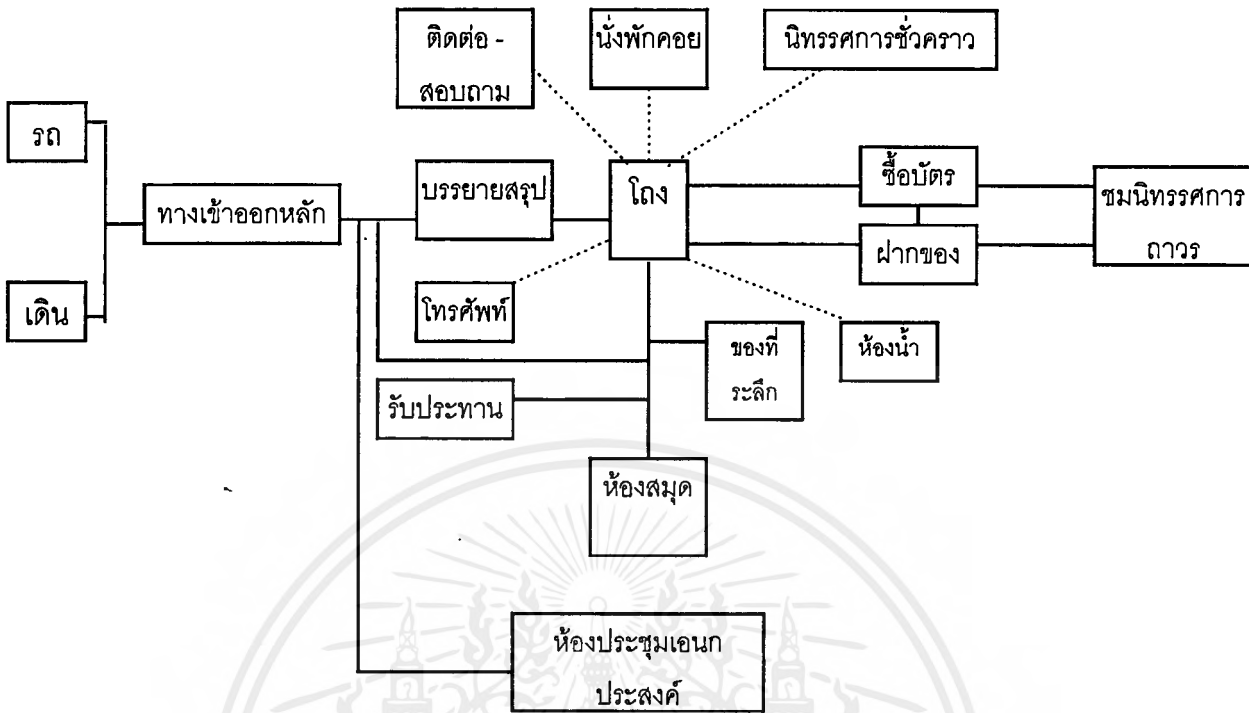 ติดต่อ -
สอบถาม
นั่งพักคอย
นิทรรศการชั่วคราว
รถ
ทางเข้าออกหลัก
บรรยายสรุป
โถง
ซื้อบัตร
ชมนิทรรศการ
ถาวร
ฝากของ
เดิน
โทรศัพท์
ของที่
ระลึก
ห้องน้ำ
รับประทาน
ห้องสมุด
ห้องประชุมเอนก
ประสงค์